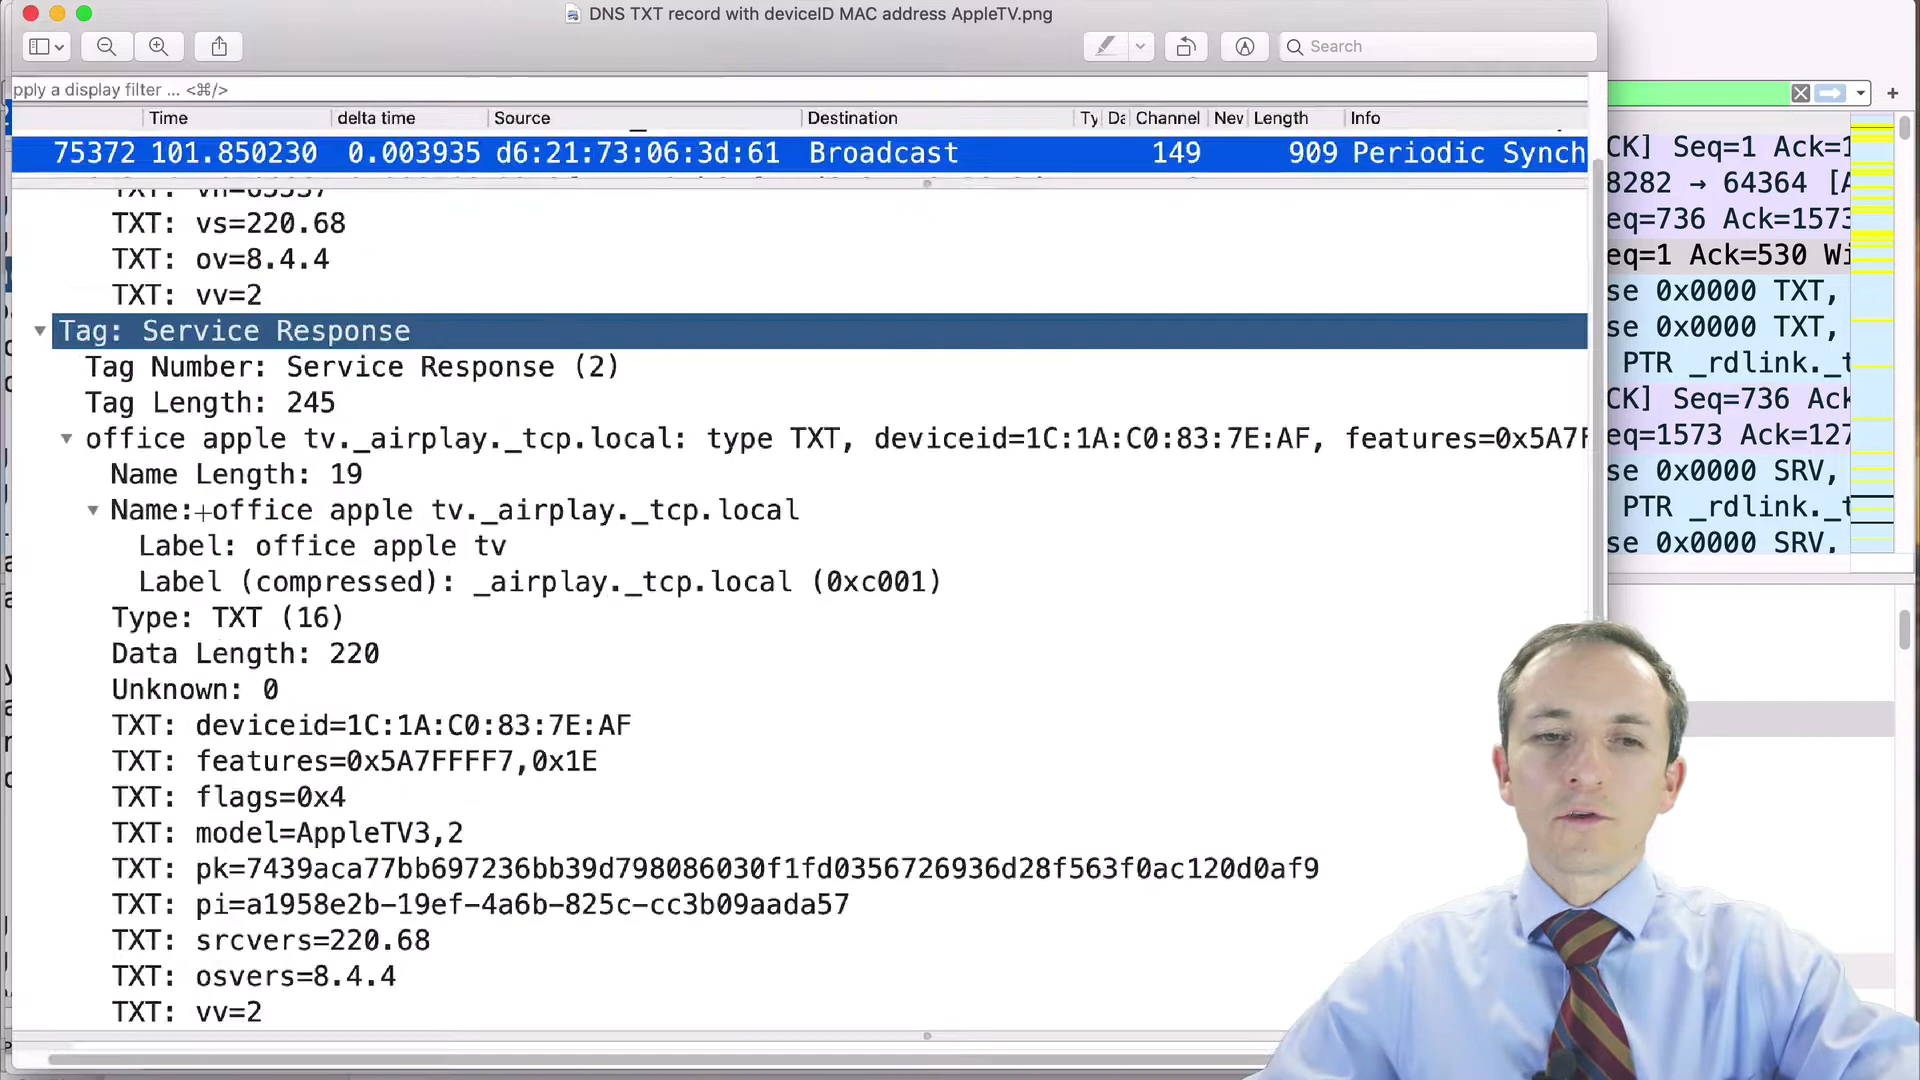 DNS TXT record with deviceID MAC address AppleTV.png
Search
pply a display filter ... <⌘/>
Time delta time Source Destination Ty Da Channel New Length Info
75372 101.850230 0.003935 d6:21:73:06:3d:61 Broadcast 149 909 Periodic Synch
TXT: vs=220.68
TXT: ov=8.4.4
TXT: vv=2
Tag: Service Response
Tag Number: Service Response (2)
Tag Length: 245
office apple tv._airplay._tcp.local: type TXT, deviceid=1C:1A:C0:83:7E:AF, features=0x5A7F
Name Length: 19
Name: office apple tv._airplay._tcp.local
Label: office apple tv
Label (compressed): _airplay._tcp.local (0xc001)
Type: TXT (16)
Data Length: 220
Unknown: 0
TXT: deviceid=1C:1A:C0:83:7E:AF
TXT: features=0x5A7FFFF7,0x1E
TXT: flags=0x4
TXT: model=AppleTV3,2
TXT: pk=7439aca77bb697236bb39d798086030f1fd0356726936d28f563f0ac120d0af9
TXT: pi=a1958e2b-19ef-4a6b-825c-cc3b09aada57
TXT: srcvers=220.68
TXT: osvers=8.4.4
TXT: vv=2
CK] Seq=1 Ack=1
8282 → 64364 [A
eq=736 Ack=1573
eq=1 Ack=530 Wi
se 0x0000 TXT,
se 0x0000 TXT,
PTR _rdlink._t
CK] Seq=736 Ack
eq=1573 Ack=127
se 0x0000 SRV,
PTR _rdlink._t
se 0x0000 SRV,